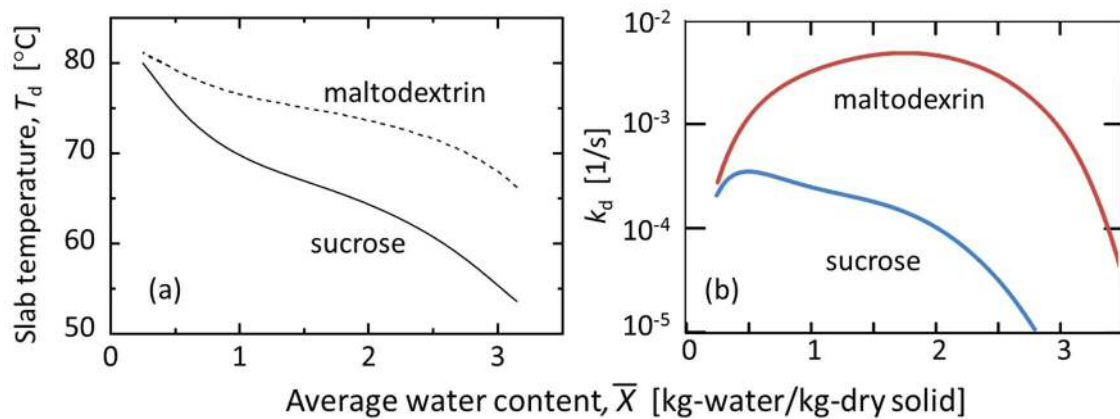 Slab temperature, T_d [°C]
80
70
60
50
0
1
2
3
maltodextrin
sucrose
(a)
k_d [1/s]
10^-2
10^-3
10^-4
10^-5
0
1
2
3
maltodexrin
sucrose
(b)
Average water content, X̅ [kg-water/kg-dry solid]